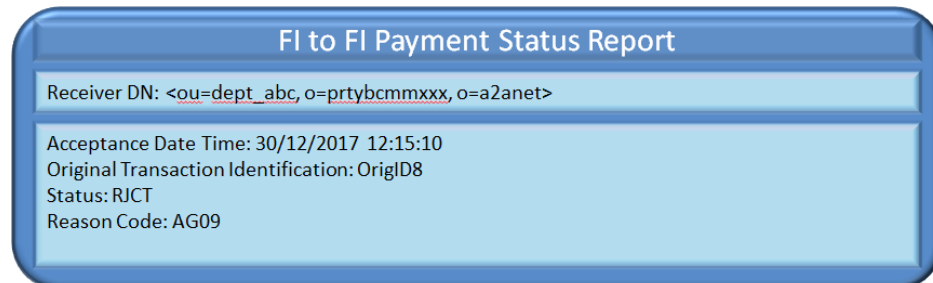 FI to FI Payment Status Report
Receiver DN: <ou=dept_abc, o=prtybcmmxxx, o=a2anet>
Acceptance Date Time: 30/12/2017 12:15:10
Original Transaction Identification: OrigID8
Status: RJCT
Reason Code: AG09